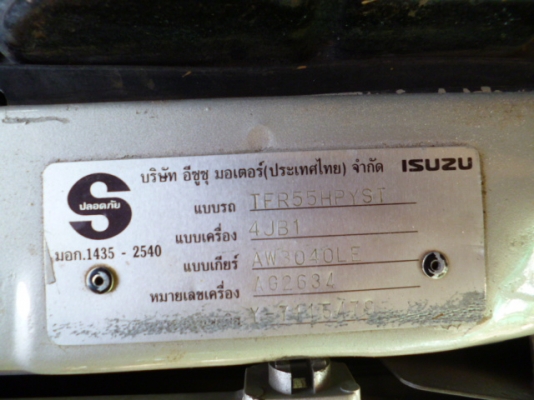 บริษัท อีซูซุ มอเตอร์(ประเทศไทย) จำกัด ISUZU
S
ปลอดภัย
มอก.1435 - 2540
แบบรถ TFR55HPYST
แบบเครื่อง 4JB1
แบบเกียร์ AW3040LE
หมายเลขเครื่อง AG2634